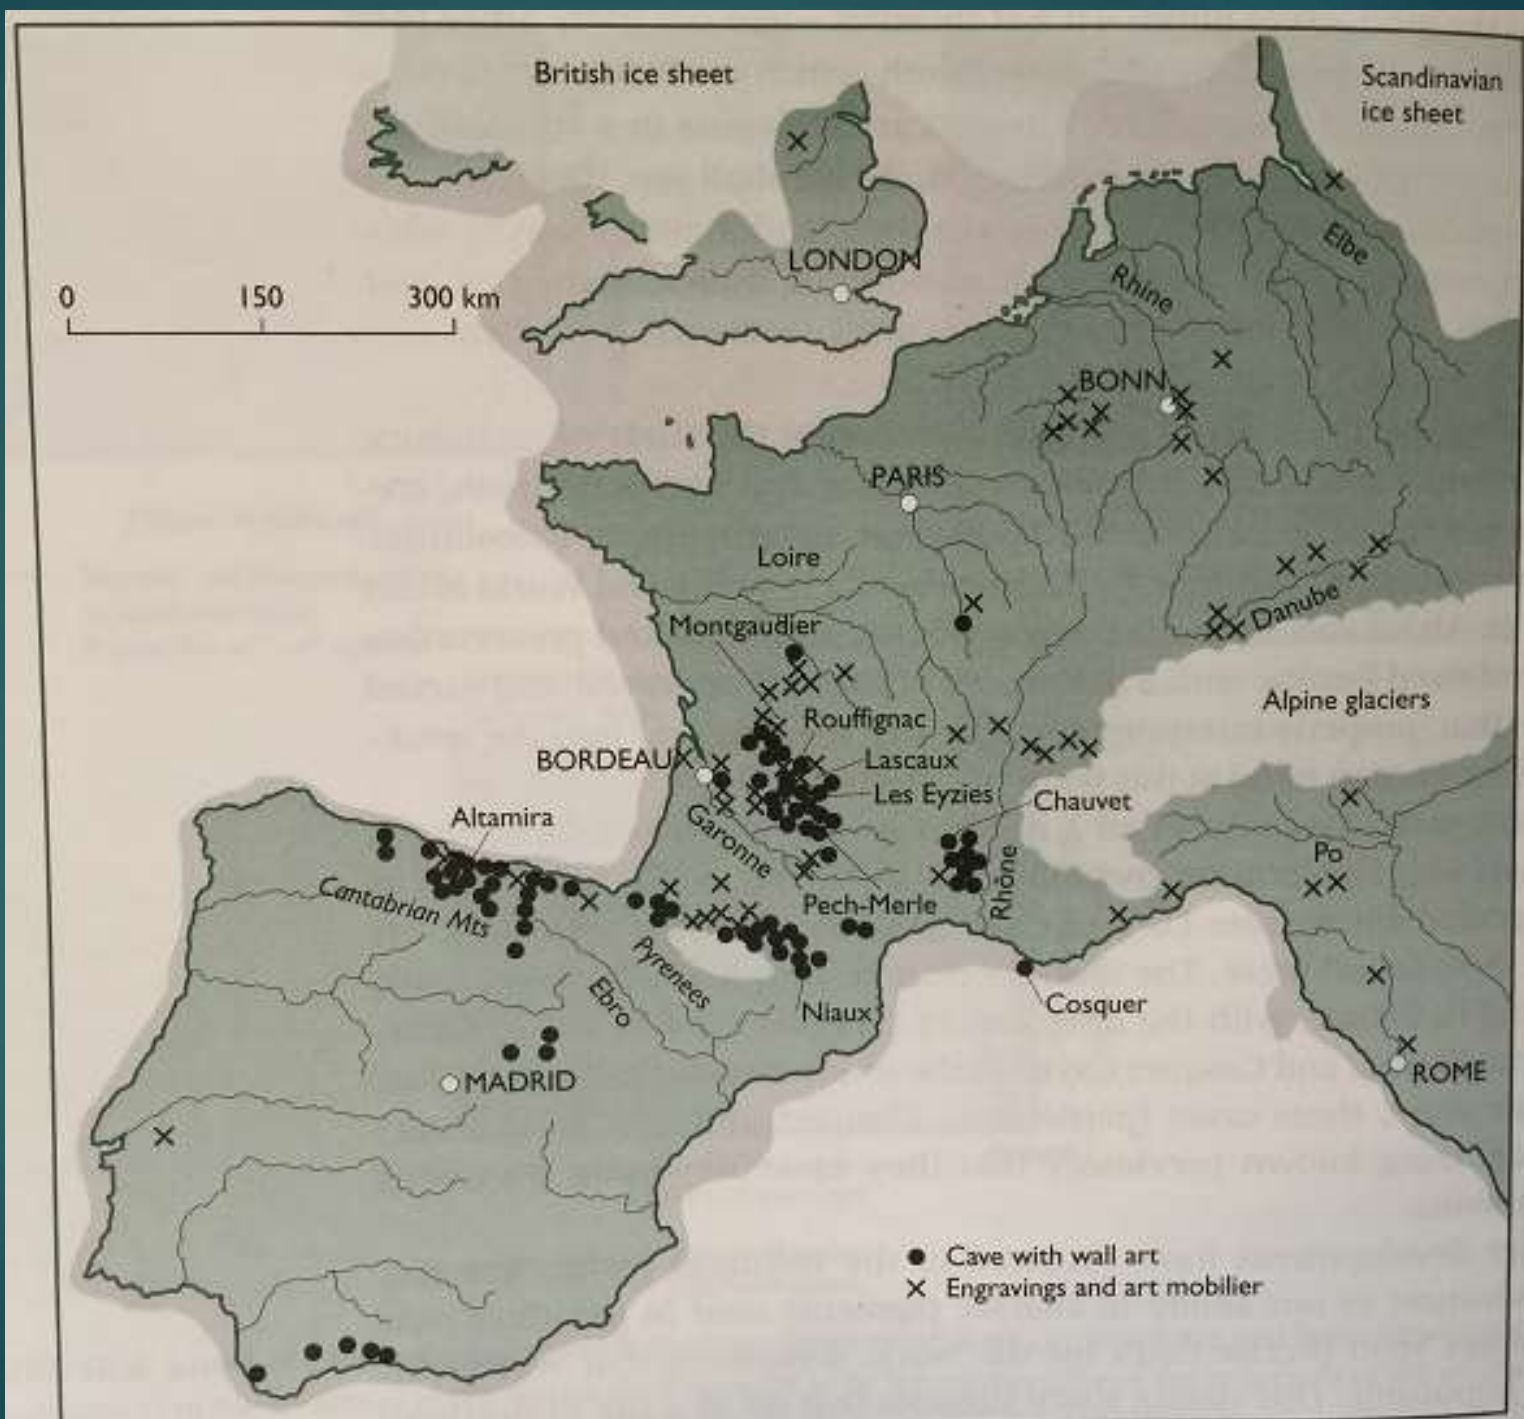 British ice sheet
Scandinavian
ice sheet
LONDON
0 150 300 km
Elbe
Rhine
BONN
PARIS
Loire
Danube
Montgaudier
Alpine glaciers
Rouffignac
BORDEAUX
Lascaux
Les Eyzies
Chauvet
Altamira
Garonne
Po
Cantabrian Mts
Pech-Merle
Rhône
Pyrenees
Ebro
Niaux
Cosquer
MADRID
ROME
Cave with wall art
Engravings and art mobilier